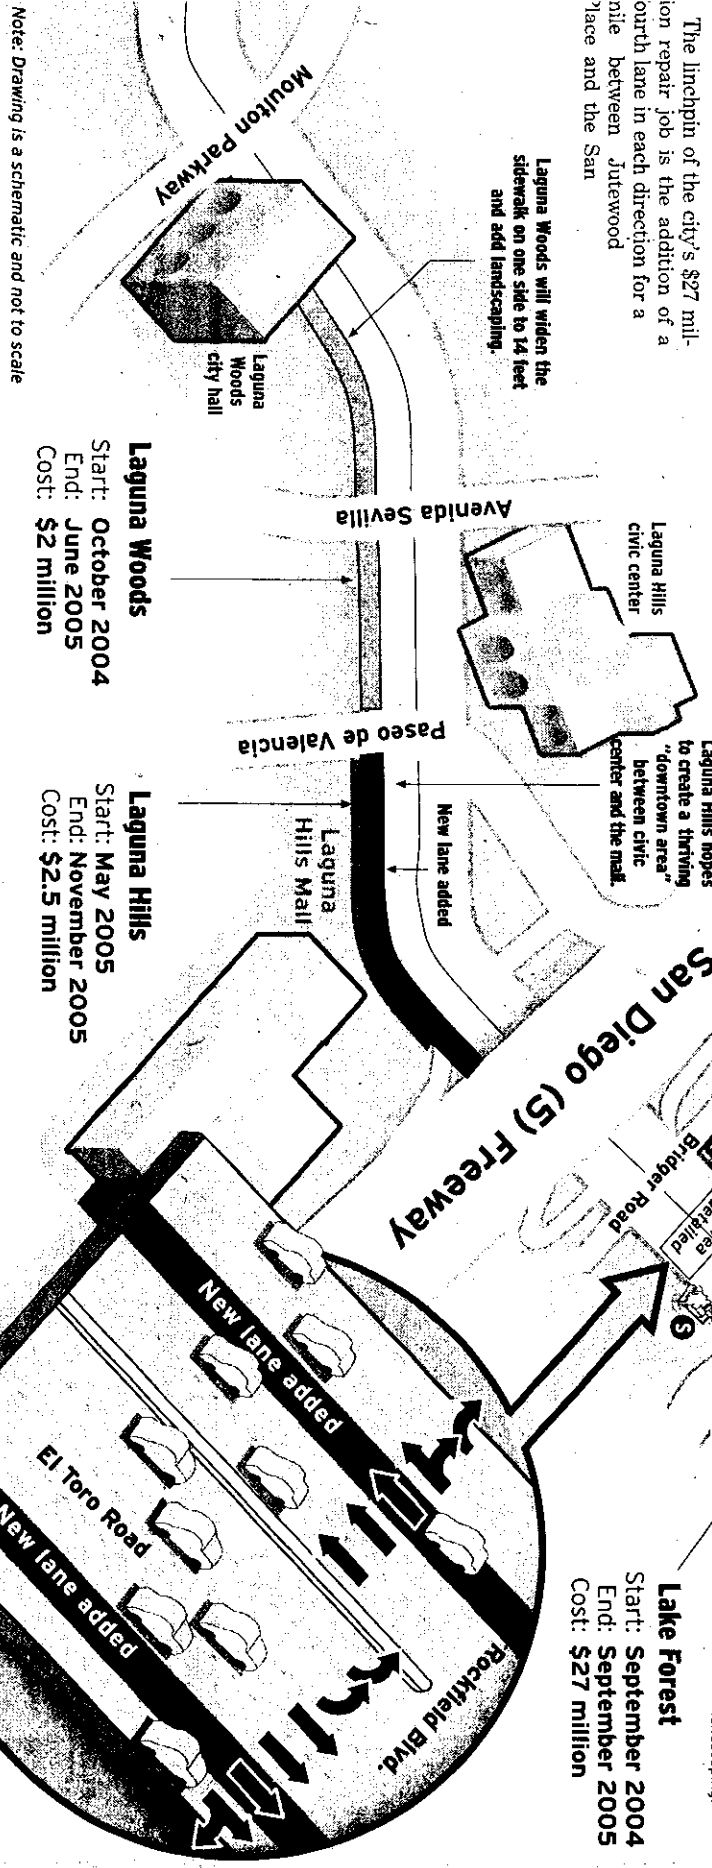 The linchpin of the city's $27 mil-
ion repair job is the addition of a
ourth lane in each direction for a
nile between Jutewood
Place and the San
Laguna Woods will widen the
sidewalk on one side to 14 feet
and add landscaping.
Moulton Parkway
Laguna
Woods
city hall
Note: Drawing is a schematic and not to scale
Laguna Woods
Start: October 2004
End: June 2005
Cost: $2 million
Avenida Sevilla
Laguna Hills
civic center
Laguna Hills hopes
to create a thriving
"downtown area"
between civic
center and the mall.
Paseo de Valencia
New lane added
Laguna
Hills Mall
Laguna Hills
Start: May 2005
End: November 2005
Cost: $2.5 million
San Diego (5) Freeway
Bridger Road
etailed
ea
S
New lane added
El Toro Road
New lane added
Rockfield Blvd.
Lake Forest
Start: September 2004
End: September 2005
Cost: $27 million